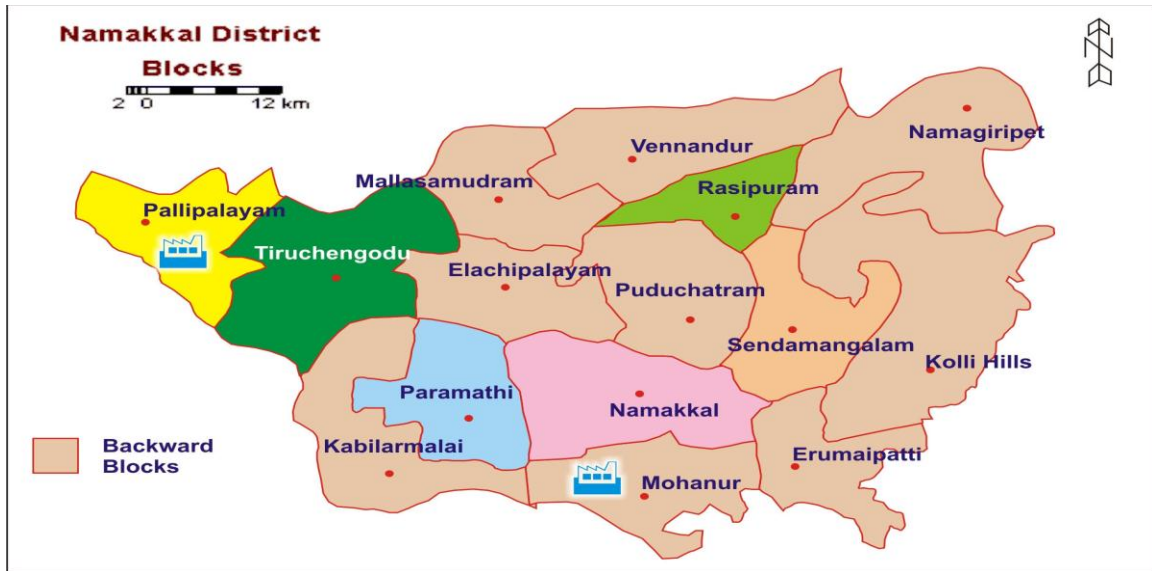 Namakkal District
Blocks
2 0 12 km
N
Namagiripet
Vennandur
Mallasamudram
Rasipuram
Pallipalayam
Tiruchengodu
Elachipalayam
Puduchatram
Sendamangalam
Kolli Hills
Paramathi
Namakkal
Kabilarmalai
Erumaipatti
Mohanur
Backward
Blocks